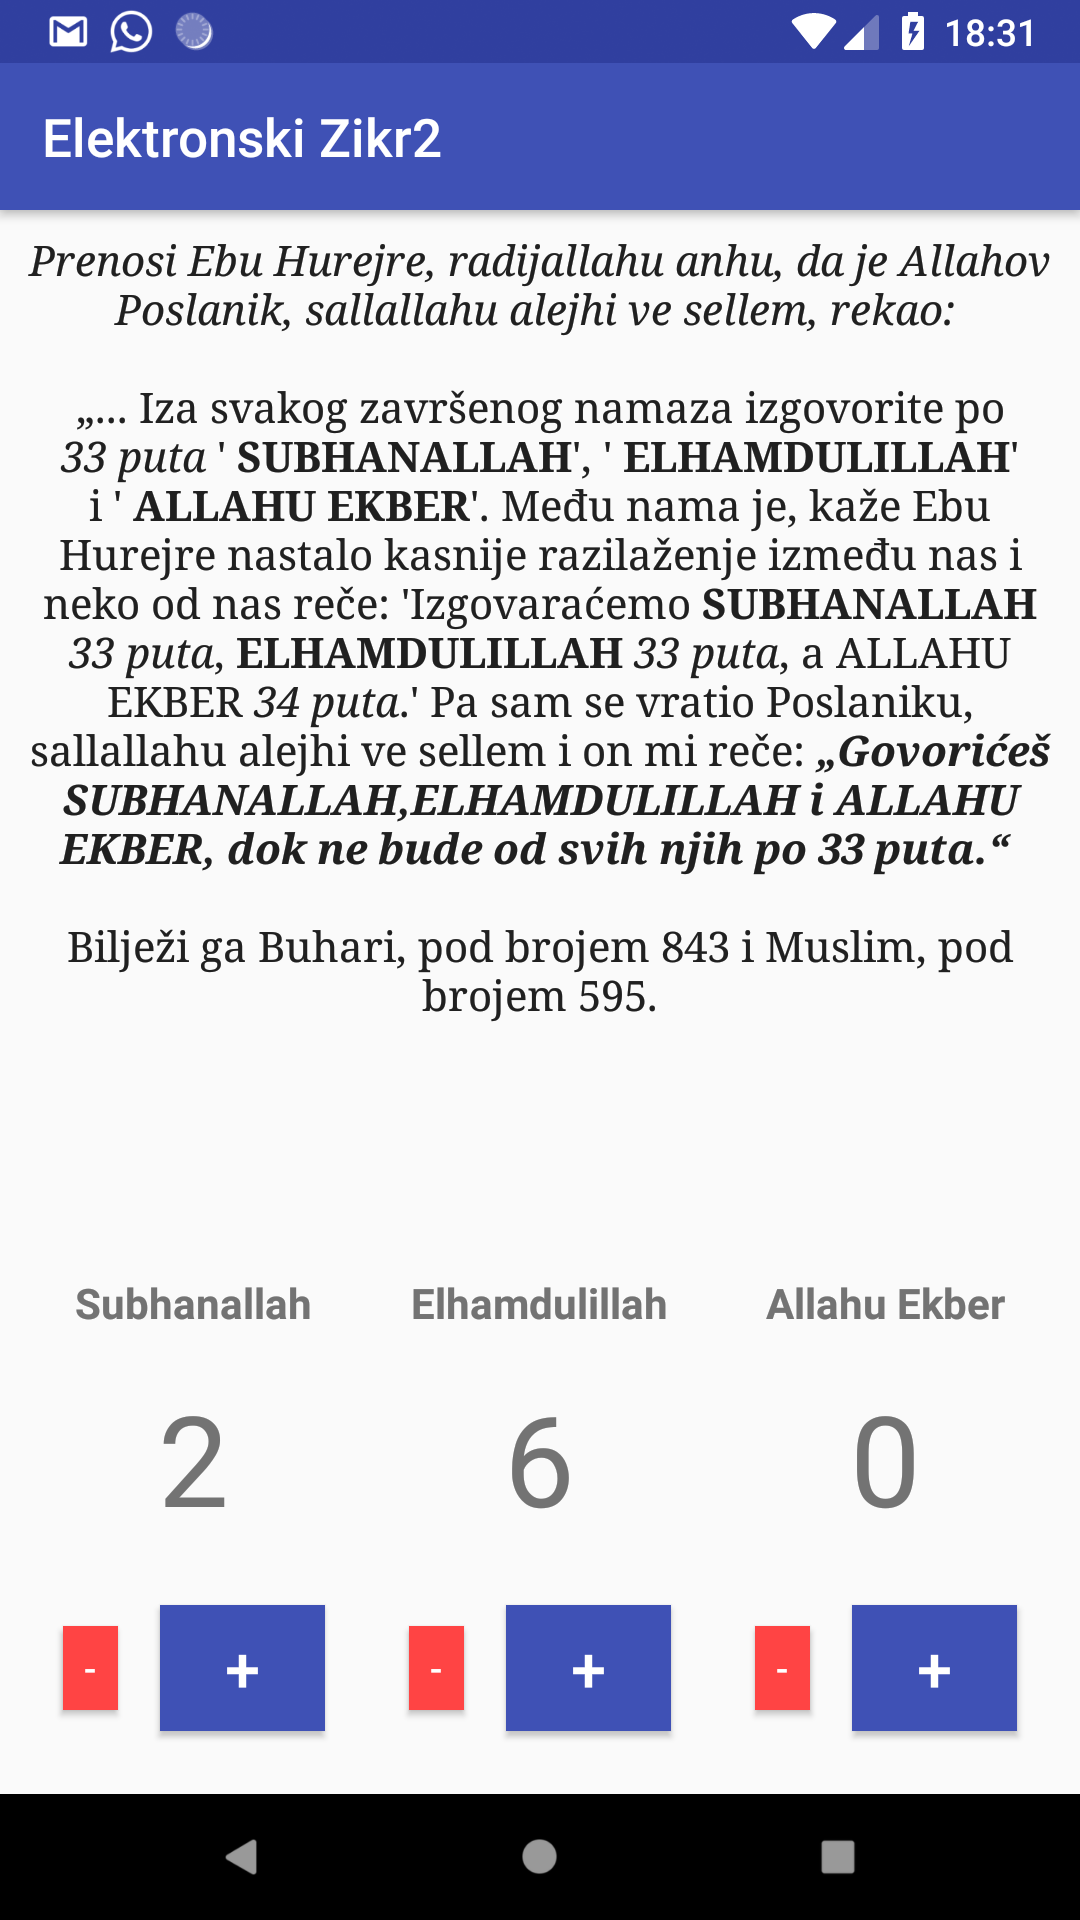 18:31
Elektronski Zikr2
Prenosi Ebu Hurejre, radijallahu anhu, da je Allahov
Poslanik, sallallahu alejhi ve sellem, rekao:
„... Iza svakog završenog namaza izgovorite po
33 puta ' SUBHANALLAH', ' ELHAMDULILLAH'
i ' ALLAHU EKBER'. Među nama je, kaže Ebu
Hurejre nastalo kasnije razilaženje između nas i
neko od nas reče: 'Izgovaraćemo SUBHANALLAH
33 puta, ELHAMDULILLAH 33 puta, a ALLAHU
EKBER 34 puta.' Pa sam se vratio Poslaniku,
sallallahu alejhi ve sellem i on mi reče: „Govorićeš
SUBHANALLAH,ELHAMDULILLAH i ALLAHU
EKBER, dok ne bude od svih njih po 33 puta.“
Bilježi ga Buhari, pod brojem 843 i Muslim, pod
brojem 595.
Subhanallah Elhamdulillah Allahu Ekber
2 6 0
- + - + - +